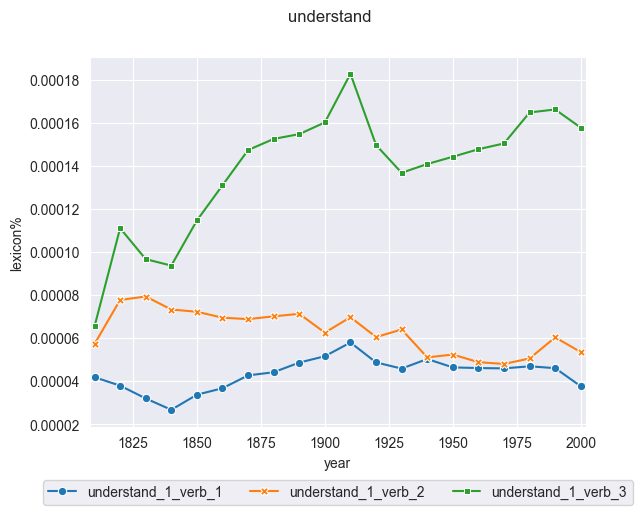 understand
0.00018
0.00016
0.00014
0.00012
0.00010
0.00008
0.00006
0.00004
0.00002
lexicon%
1825 1850 1875 1900 1925 1950 1975 2000
year
understand_1_verb_1 understand_1_verb_2 understand_1_verb_3